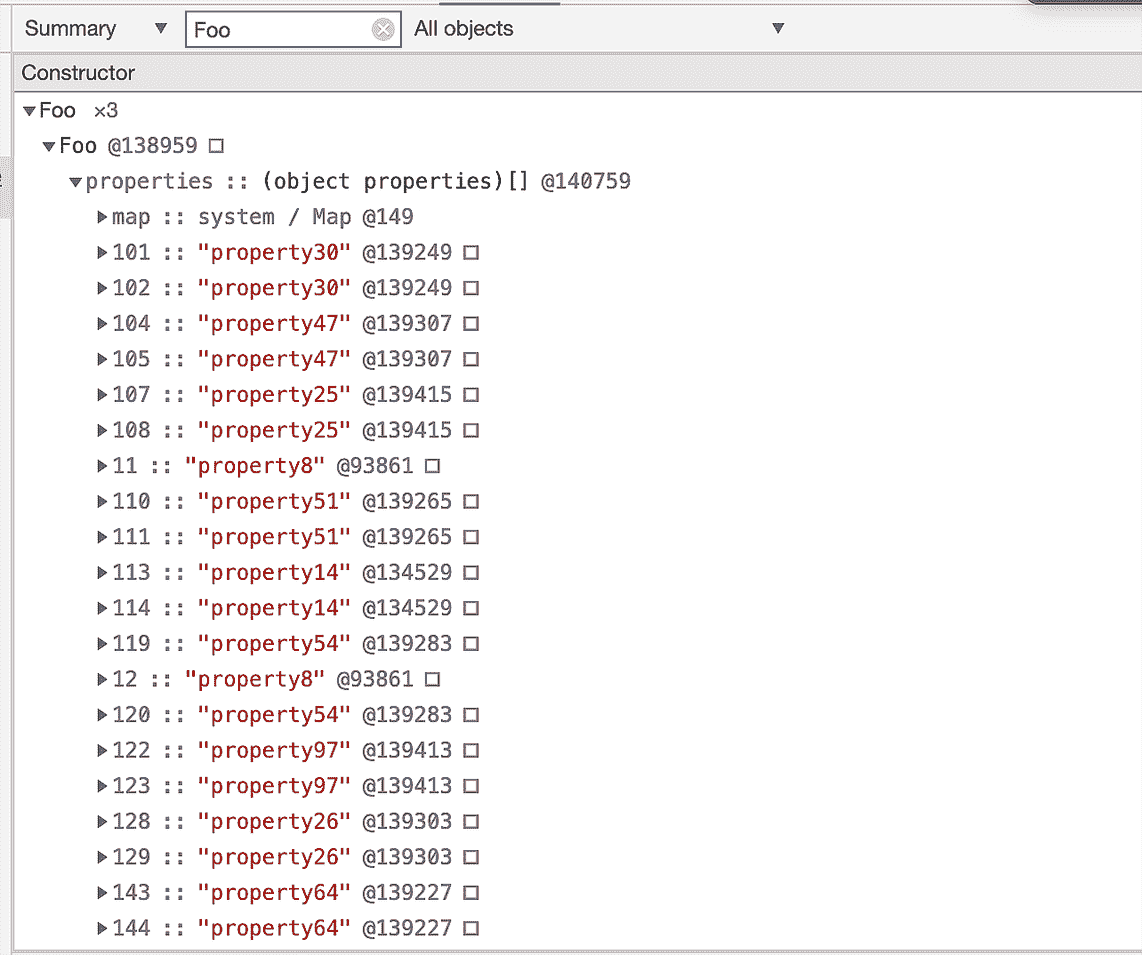 Summary ▼ Foo All objects ▼
Constructor
▼Foo ×3
▼Foo @138959
▼properties :: (object properties)[] @140759
▶map :: system / Map @149
▶101 :: "property30" @139249
▶102 :: "property30" @139249
▶104 :: "property47" @139307
▶105 :: "property47" @139307
▶107 :: "property25" @139415
▶108 :: "property25" @139415
▶11 :: "property8" @93861
▶110 :: "property51" @139265
▶111 :: "property51" @139265
▶113 :: "property14" @134529
▶114 :: "property14" @134529
▶119 :: "property54" @139283
▶12 :: "property8" @93861
▶120 :: "property54" @139283
▶122 :: "property97" @139413
▶123 :: "property97" @139413
▶128 :: "property26" @139303
▶129 :: "property26" @139303
▶143 :: "property64" @139227
▶144 :: "property64" @139227